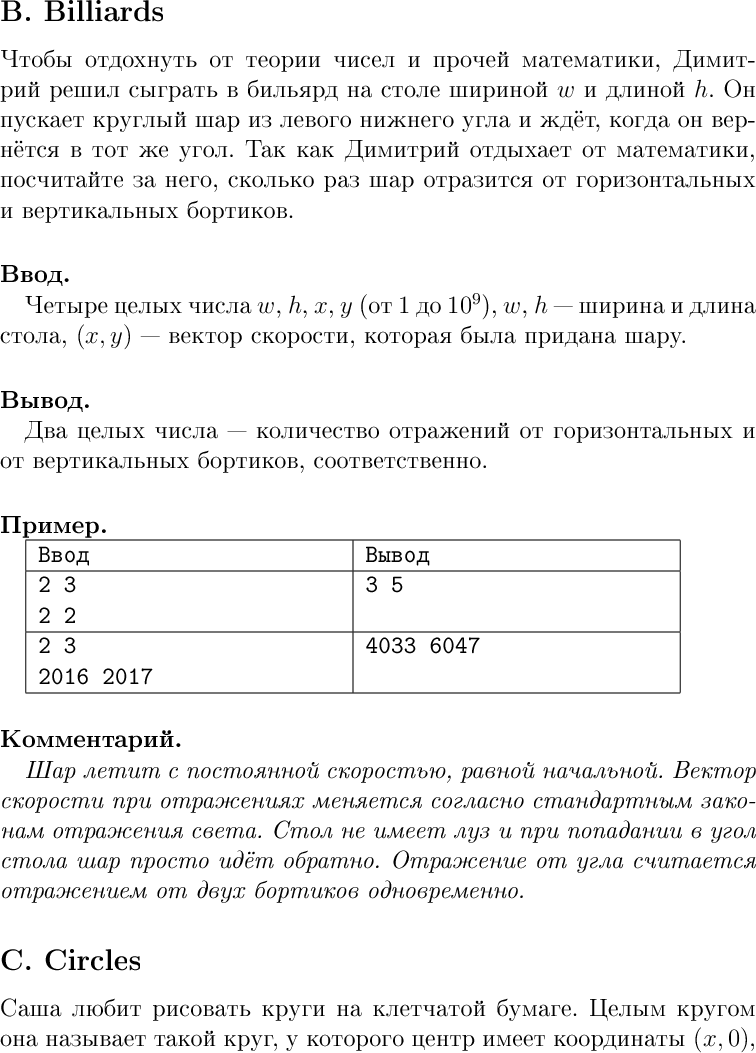 B. Billiards
Чтобы отдохнуть от теории чисел и прочей математики, Димит-
рий решил сыграть в бильярд на столе шириной w и длиной h. Он
пускает круглый шар из левого нижнего угла и ждёт, когда он вер-
нётся в тот же угол. Так как Димитрий отдыхает от математики,
посчитайте за него, сколько раз шар отразится от горизонтальных
и вертикальных бортиков.
Ввод.
Четыре целых числа w, h, x, y (от 1 до 10⁹), w, h — ширина и длина
стола, (x, y) — вектор скорости, которая была придана шару.
Вывод.
Два целых числа — количество отражений от горизонтальных и
от вертикальных бортиков, соответственно.
Пример.
Ввод Вывод
2 3 3 5
2 2
2 3 4033 6047
2016 2017
Комментарий.
Шар летит с постоянной скоростью, равной начальной. Вектор
скорости при отражениях меняется согласно стандартным зако-
нам отражения света. Стол не имеет луз и при попадании в угол
стола шар просто идёт обратно. Отражение от угла считается
отражением от двух бортиков одновременно.
C. Circles
Саша любит рисовать круги на клетчатой бумаге. Целым кругом
она называет такой круг, у которого центр имеет координаты (x, 0),